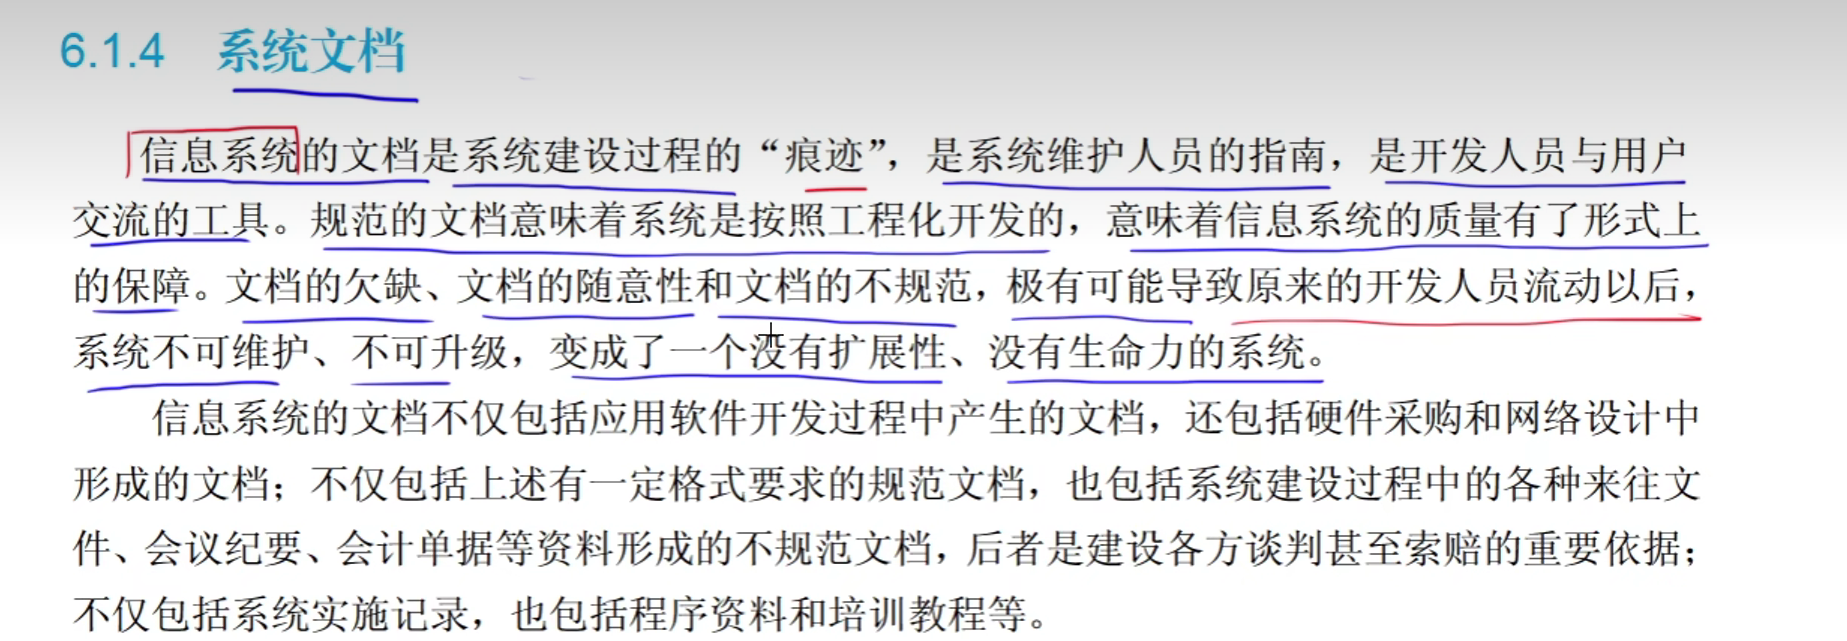 6.1.4 系统文档
信息系统的文档是系统建设过程的“痕迹”，是系统维护人员的指南，是开发人员与用户
交流的工具。规范的文档意味着系统是按照工程化开发的，意味着信息系统的质量有了形式上
的保障。文档的欠缺、文档的随意性和文档的不规范，极有可能导致原来的开发人员流动以后，
系统不可维护、不可升级，变成了一个没有扩展性、没有生命力的系统。
信息系统的文档不仅包括应用软件开发过程中产生的文档，还包括硬件采购和网络设计中
形成的文档；不仅包括上述有一定格式要求的规范文档，也包括系统建设过程中的各种来往文
件、会议纪要、会计单据等资料形成的不规范文档，后者是建设各方谈判甚至索赔的重要依据；
不仅包括系统实施记录，也包括程序资料和培训教程等。